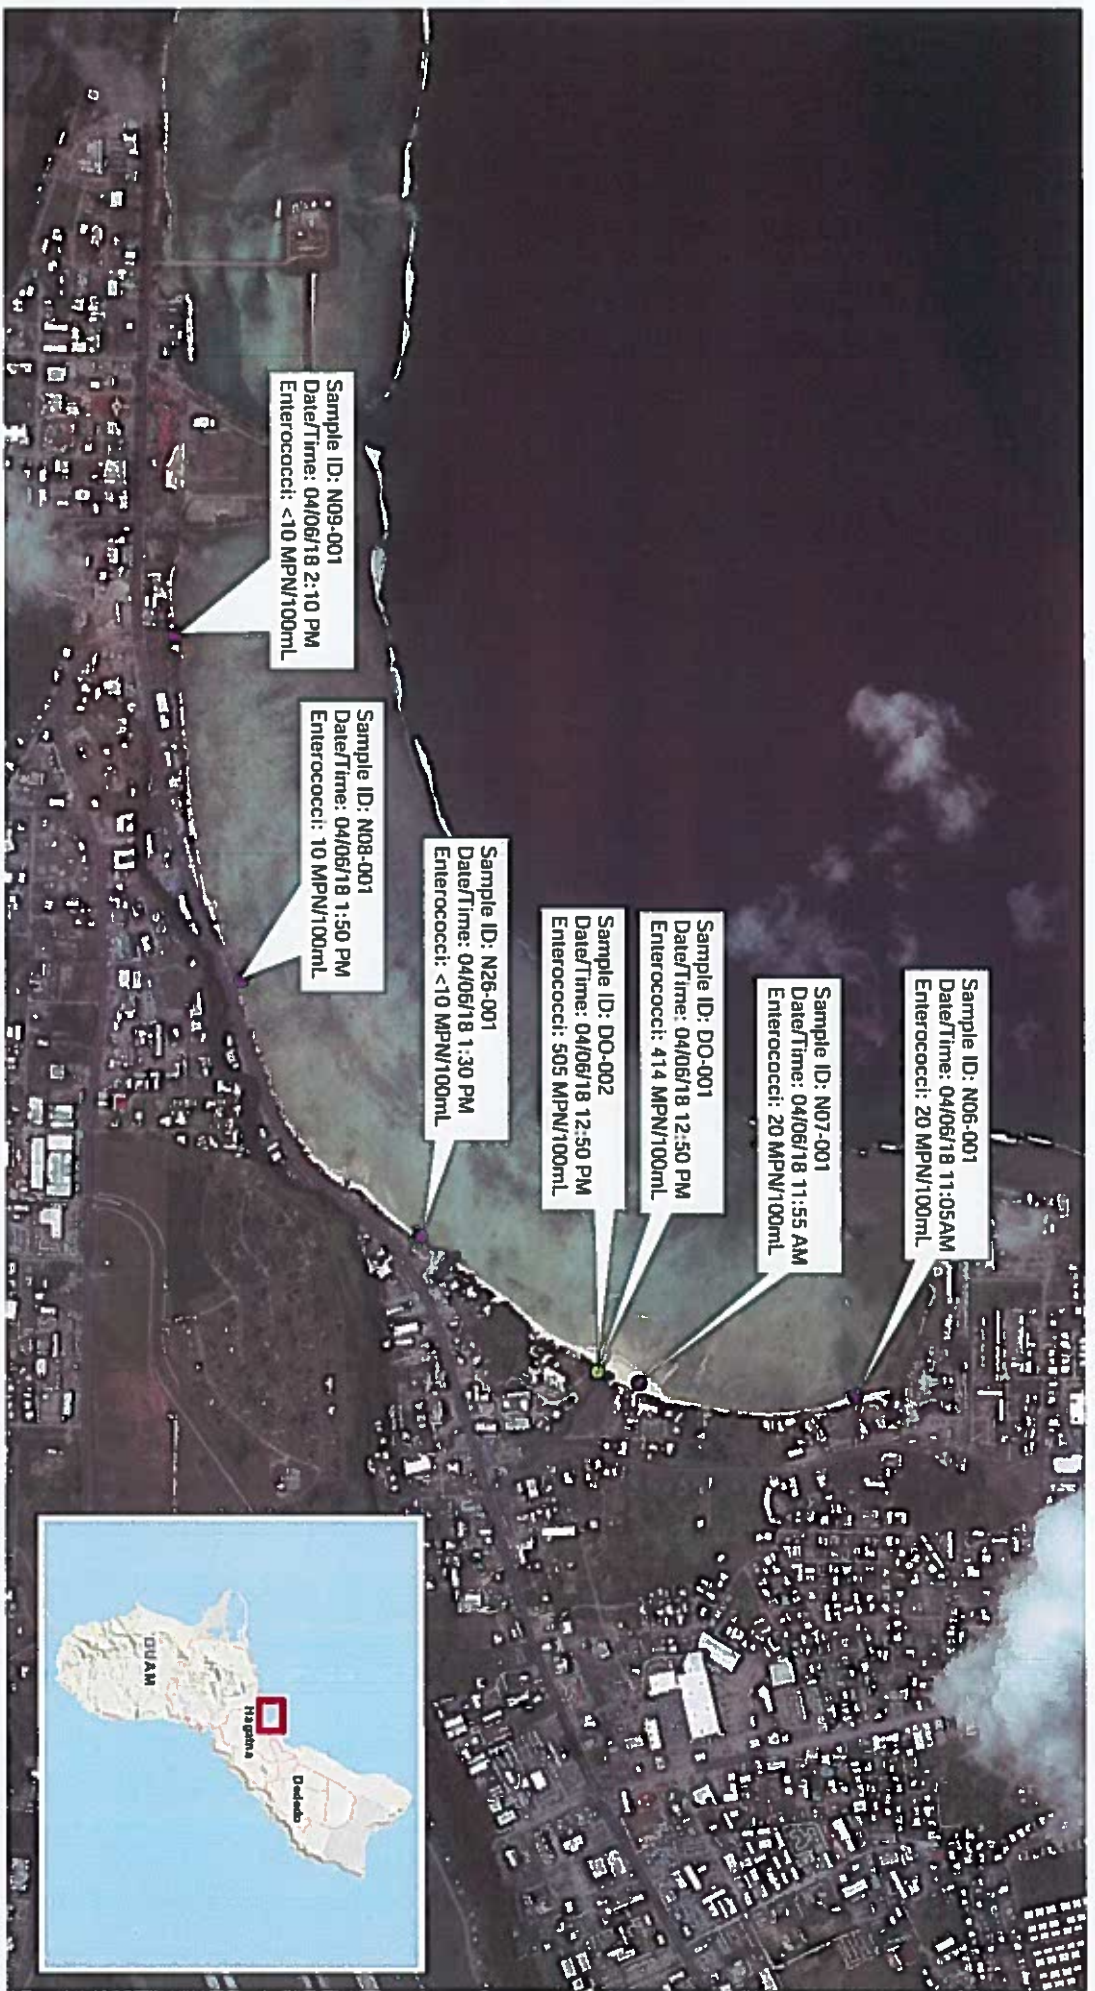 Sample ID: N06-001
Date/Time: 04/06/18 11:05AM
Enterococci: 20 MPN/100mL
Sample ID: N07-001
Date/Time: 04/06/18 11:55 AM
Enterococci: 20 MPN/100mL
Sample ID: DO-001
Date/Time: 04/06/18 12:50 PM
Enterococci: 414 MPN/100mL
Sample ID: DO-002
Date/Time: 04/06/18 12:50 PM
Enterococci: 505 MPN/100mL
Sample ID: N26-001
Date/Time: 04/06/18 1:30 PM
Enterococci: <10 MPN/100mL
Sample ID: N08-001
Date/Time: 04/06/18 1:50 PM
Enterococci: 10 MPN/100mL
Sample ID: N09-001
Date/Time: 04/06/18 2:10 PM
Enterococci: <10 MPN/100mL
Dededo
Hagåtña
GUAM